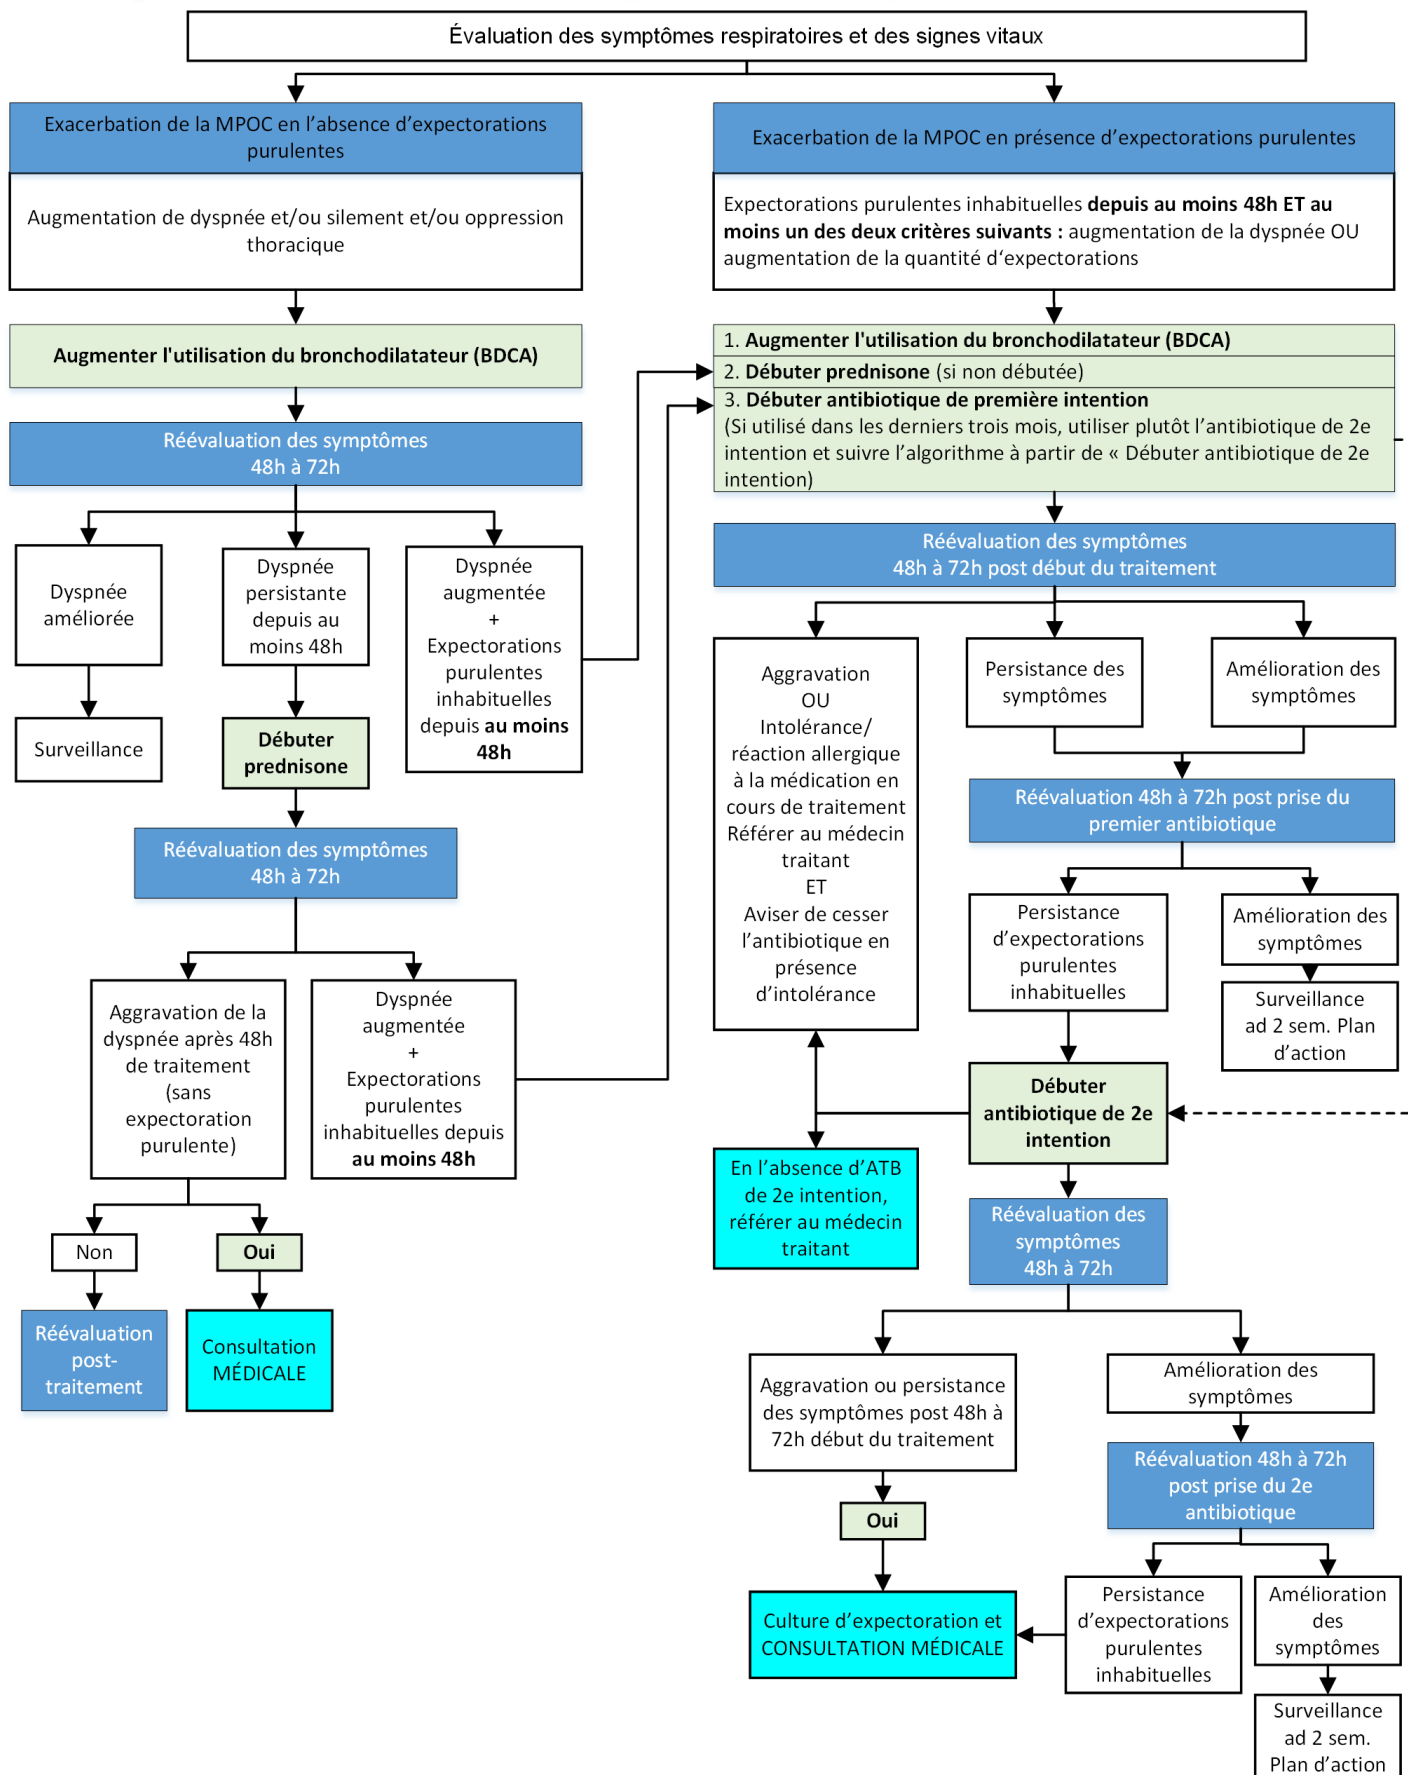 Évaluation des symptômes respiratoires et des signes vitaux
Exacerbation de la MPOC en l’absence d’expectorations
purulentes
Augmentation de dyspnée et/ou silement et/ou oppression
thoracique
Augmenter l'utilisation du bronchodilatateur (BDCA)
Réévaluation des symptômes
48h à 72h
Dyspnée
améliorée
Surveillance
Dyspnée
persistante
depuis au
moins 48h
Débuter
prednisone
Dyspnée
augmentée
+
Expectorations
purulentes
inhabituelles
depuis au moins
48h
Réévaluation des symptômes
48h à 72h
Aggravation de la
dyspnée après 48h
de traitement
(sans
expectoration
purulente)
Dyspnée
augmentée
+
Expectorations
purulentes
inhabituelles depuis
au moins 48h
Non
Oui
Réévaluation
post-
traitement
Consultation
MÉDICALE
Exacerbation de la MPOC en présence d’expectorations purulentes
Expectorations purulentes inhabituelles depuis au moins 48h ET au
moins un des deux critères suivants : augmentation de la dyspnée OU
augmentation de la quantité d‘expectorations
1. Augmenter l'utilisation du bronchodilatateur (BDCA)
2. Débuter prednisone (si non débutée)
3. Débuter antibiotique de première intention
(Si utilisé dans les derniers trois mois, utiliser plutôt l’antibiotique de 2e
intention et suivre l’algorithme à partir de « Débuter antibiotique de 2e
intention)
Réévaluation des symptômes
48h à 72h post début du traitement
Aggravation
OU
Intolérance/
réaction allergique
à la médication en
cours de traitement
Référer au médecin
traitant
ET
Aviser de cesser
l’antibiotique en
présence
d’intolérance
Persistance des
symptômes
Amélioration des
symptômes
Réévaluation 48h à 72h post prise du
premier antibiotique
Persistance
d’expectorations
purulentes
inhabituelles
Amélioration des
symptômes
Surveillance
ad 2 sem. Plan
d’action
Débuter
antibiotique de 2e
intention
En l’absence d’ATB
de 2e intention,
référer au médecin
traitant
Réévaluation des
symptômes
48h à 72h
Aggravation ou persistance
des symptômes post 48h à
72h début du traitement
Oui
Culture d’expectoration et
CONSULTATION MÉDICALE
Amélioration des
symptômes
Réévaluation 48h à 72h
post prise du 2e
antibiotique
Persistance
d’expectorations
purulentes
inhabituelles
Amélioration
des
symptômes
Surveillance
ad 2 sem.
Plan d’action